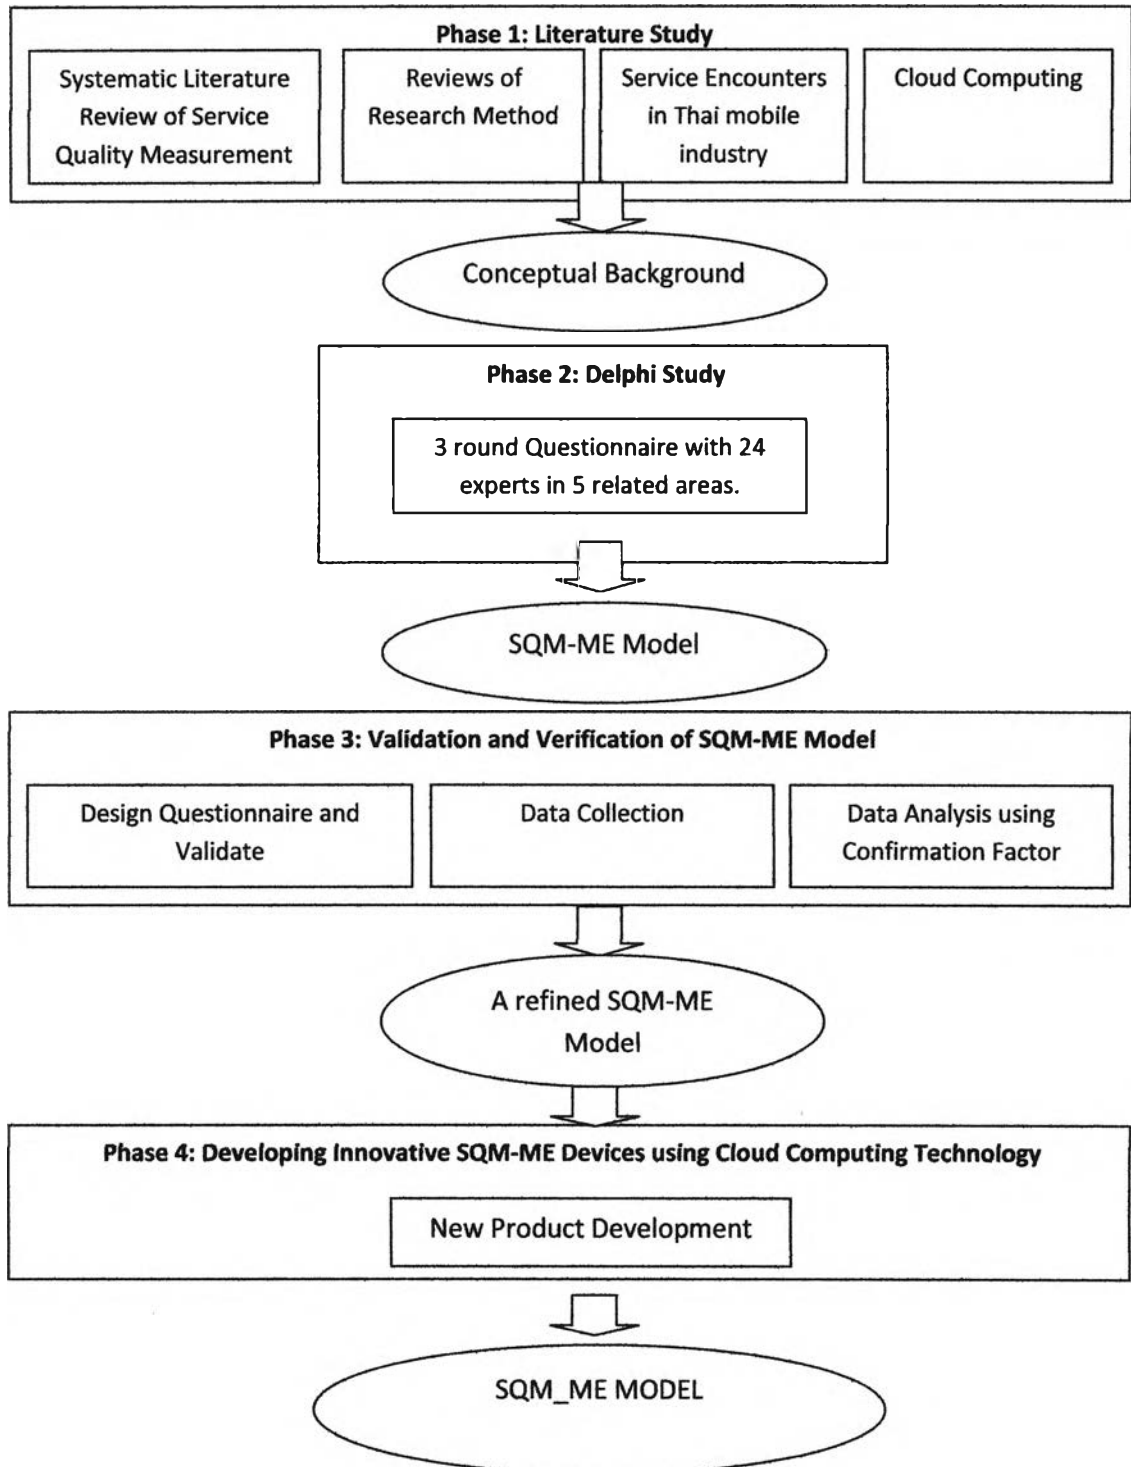 Phase 1: Literature Study
Systematic Literature
Review of Service
Quality Measurement
Reviews of
Research Method
Service Encounters
in Thai mobile
industry
Cloud Computing
Conceptual Background
Phase 2: Delphi Study
3 round Questionnaire with 24
experts in 5 related areas.
SQM-ME Model
Phase 3: Validation and Verification of SQM-ME Model
Design Questionnaire and
Validate
Data Collection
Data Analysis using
Confirmation Factor
A refined SQM-ME
Model
Phase 4: Developing Innovative SQM-ME Devices using Cloud Computing Technology
New Product Development
SQM_ME MODEL